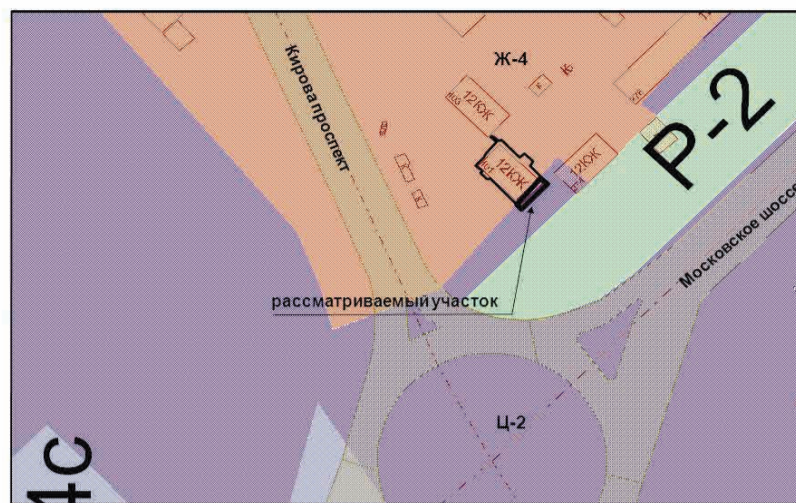 Ж-4
Кирова проспект
12КЖ
12КЖ
12КЖ
Р-2
Московское шоссе
рассматриваемый участок
Ц-2
4с